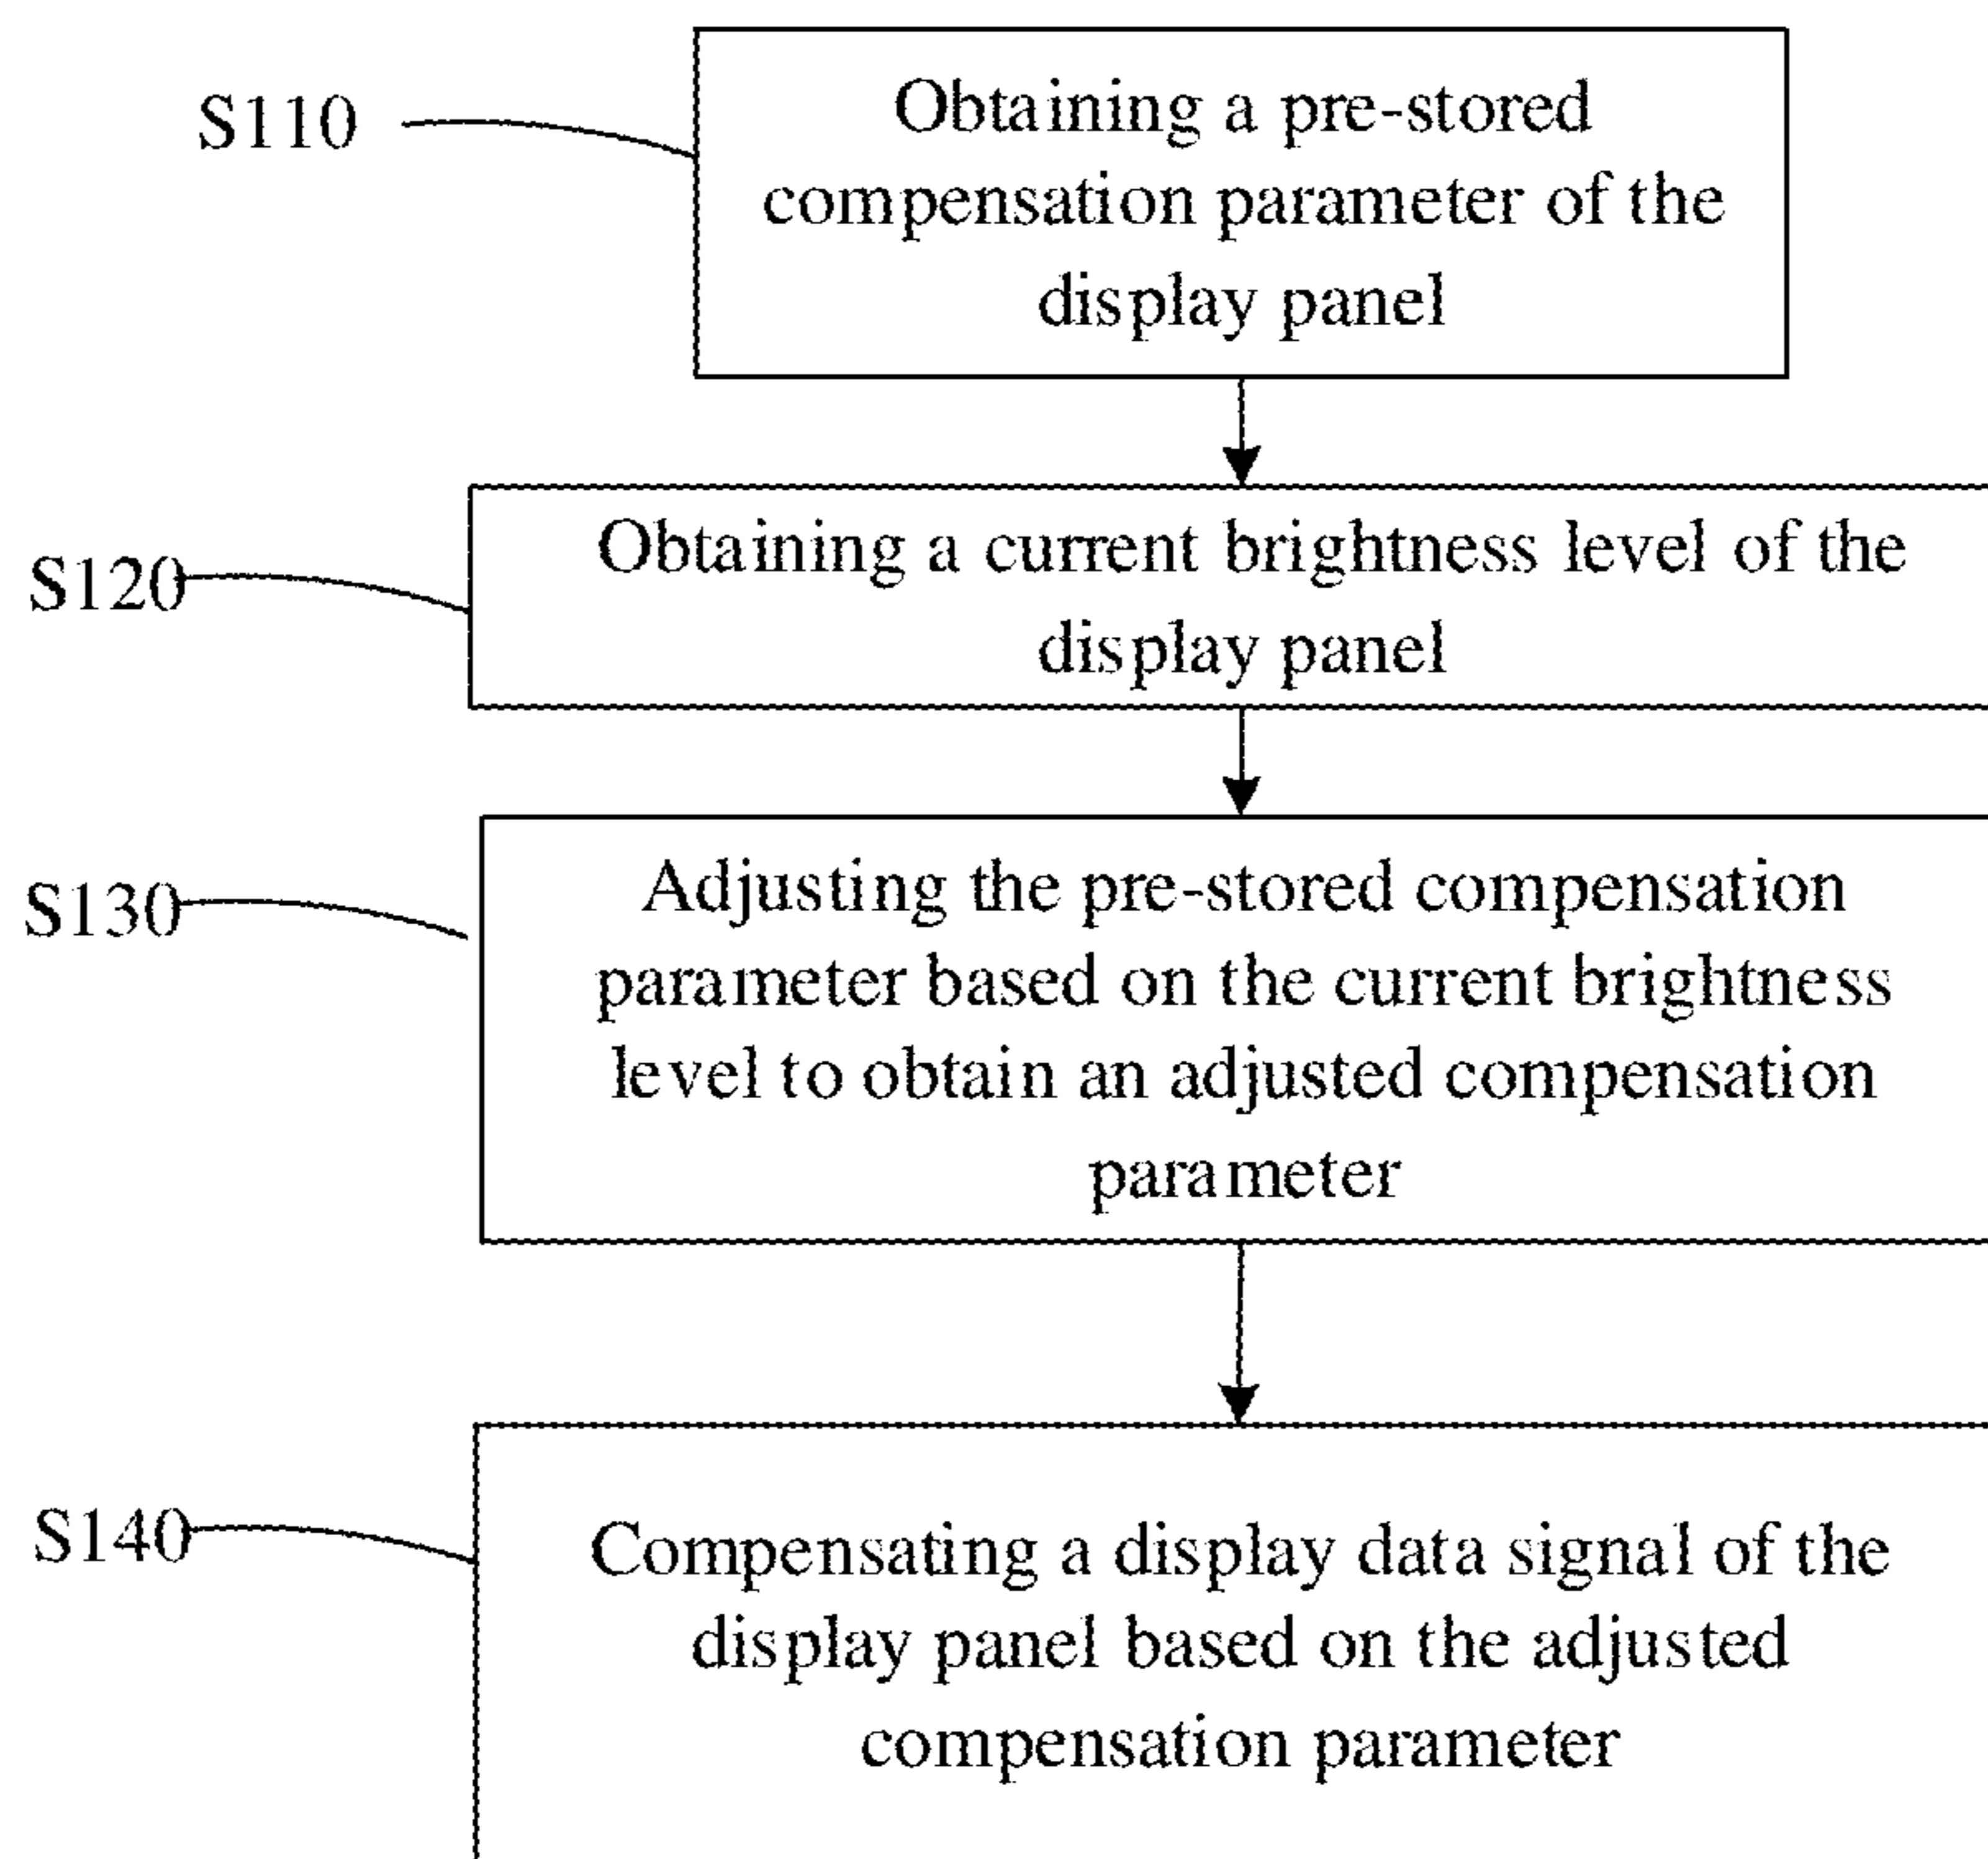 S110
Obtaining a pre-stored
compensation parameter of the
display panel
S120
Obtaining a current brightness level of the
display panel
S130
Adjusting the pre-stored compensation
parameter based on the current brightness
level to obtain an adjusted compensation
parameter
S140
Compensating a display data signal of the
display panel based on the adjusted
compensation parameter